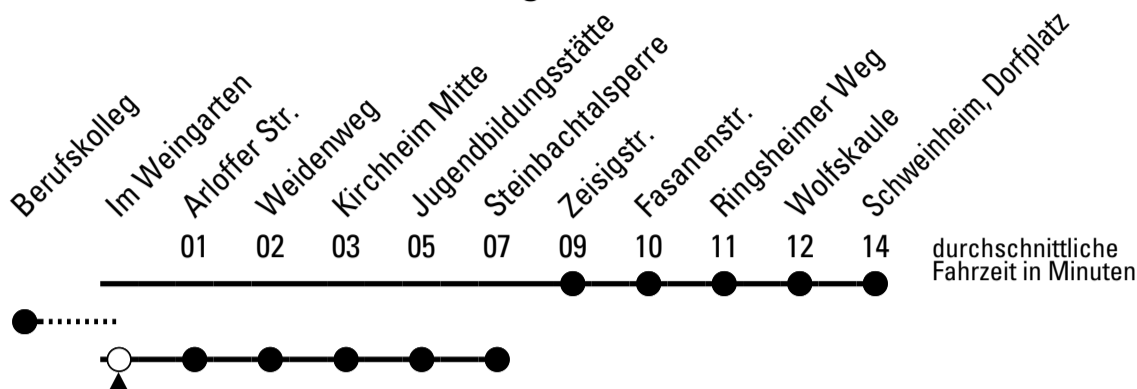 Berufskolleg
Im Weingarten
Arloffer Str.
Weidenweg
Kirchheim Mitte
Jugendbildungsstätte
Steinbachtalsperre
Zeisigstr.
Fasanenstr.
Ringsheimer Weg
Wolfskaule
Schweinheim, Dorfplatz
01 02 03 05 07 09 10 11 12 14
durchschnittliche
Fahrzeit in Minuten